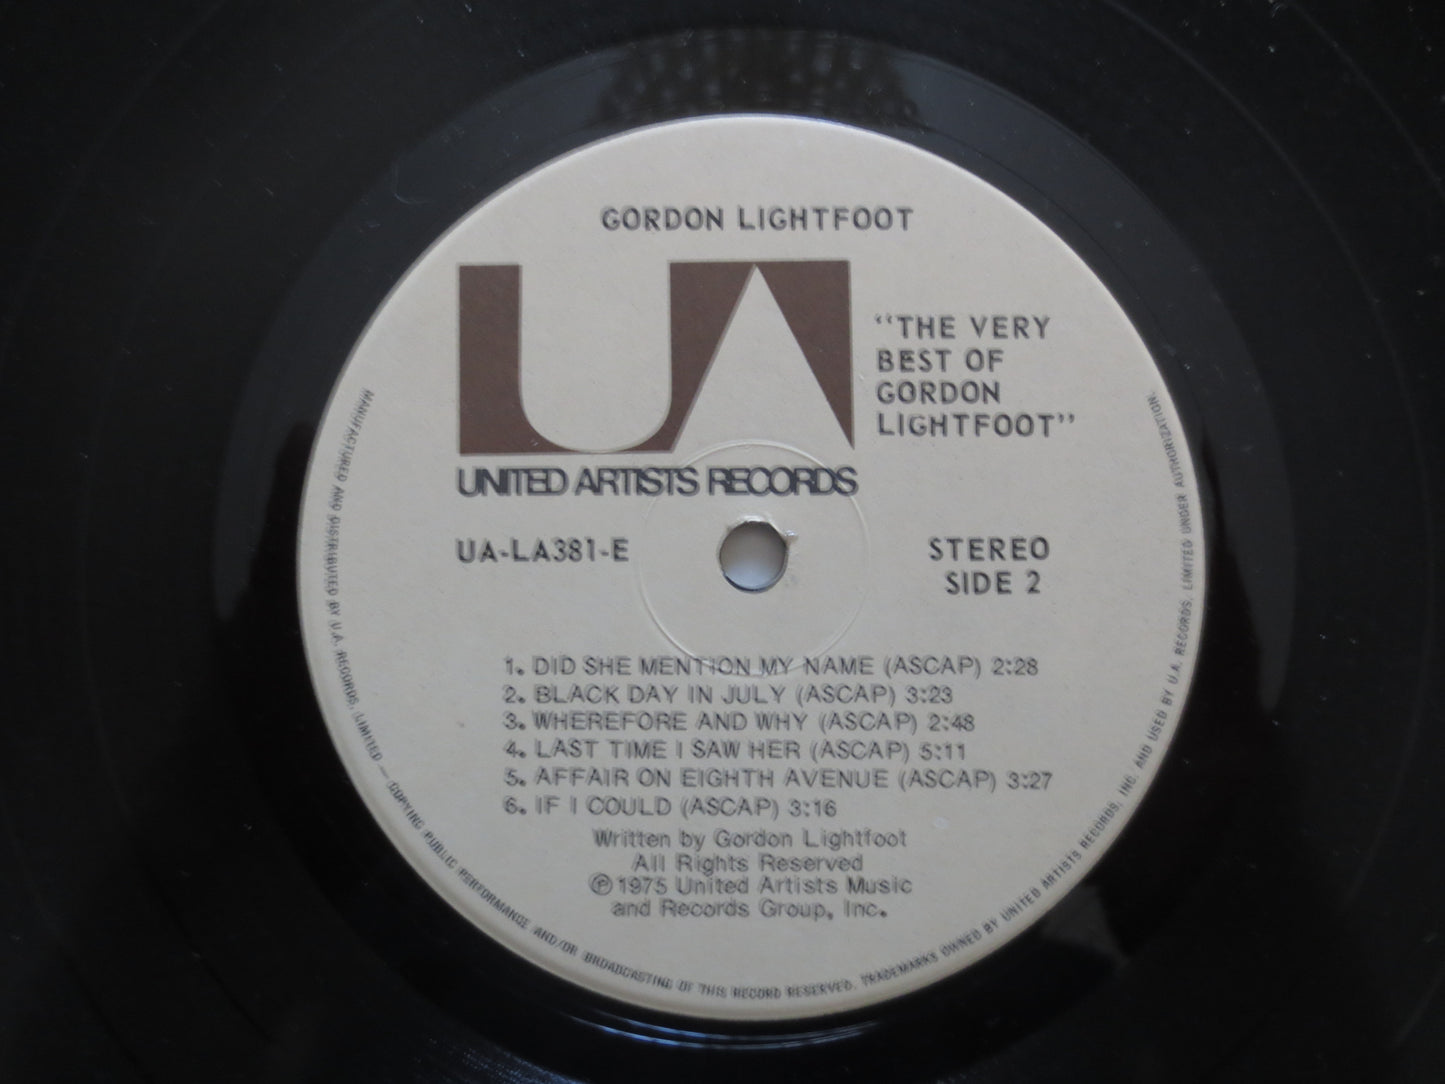 GORDON LIGHTFOOT
UA
"THE VERY
BEST OF
GORDON
LIGHTFOOT"
UNITED ARTISTS RECORDS
UA-LA381-E
STEREO
SIDE 2
1. DID SHE MENTION MY NAME (ASCAP) 2:28
2. BLACK DAY IN JULY (ASCAP) 3:23
3. WHEREFORE AND WHY (ASCAP) 2:48
4. LAST TIME I SAW HER (ASCAP) 5:11
5. AFFAIR ON EIGHTH AVENUE (ASCAP) 3:27
6. IF I COULD (ASCAP) 3:16
Written by Gordon Lightfoot
All Rights Reserved
℗1975 United Artists Music
and Records Group, Inc.
MANUFACTURED AND DISTRIBUTED BY U.A. RECORDS, LIMITED — COPYING PUBLIC PERFORMANCE AND/OR BROADCASTING OF THIS RECORD RESERVED. TRADEMARKS OWNED BY UNITED ARTISTS RECORDS, INC. AND USED BY U.A. RECORDS, LIMITED UNDER AUTHORIZATION.